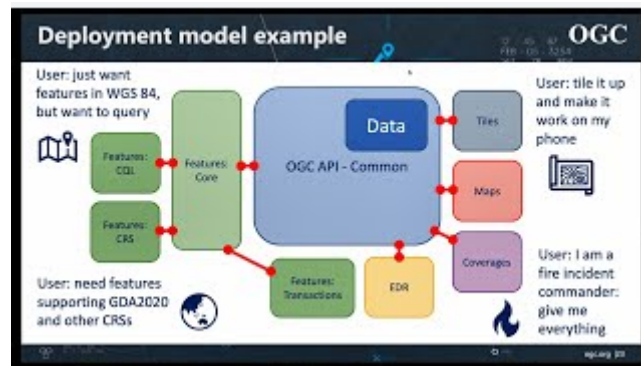 Deployment model example
OGC
User: just want
features in WGS 84,
but want to query
User: tile it up
and make it
work on my
phone
Data
Tiles
Features:
CQL
Features:
Core
OGC API - Common
Maps
Features:
CRS
Coverages
User: need features
supporting GDA2020
and other CRSs
Features:
Transactions
EDR
User: I am a
fire incident
commander:
give me
everything